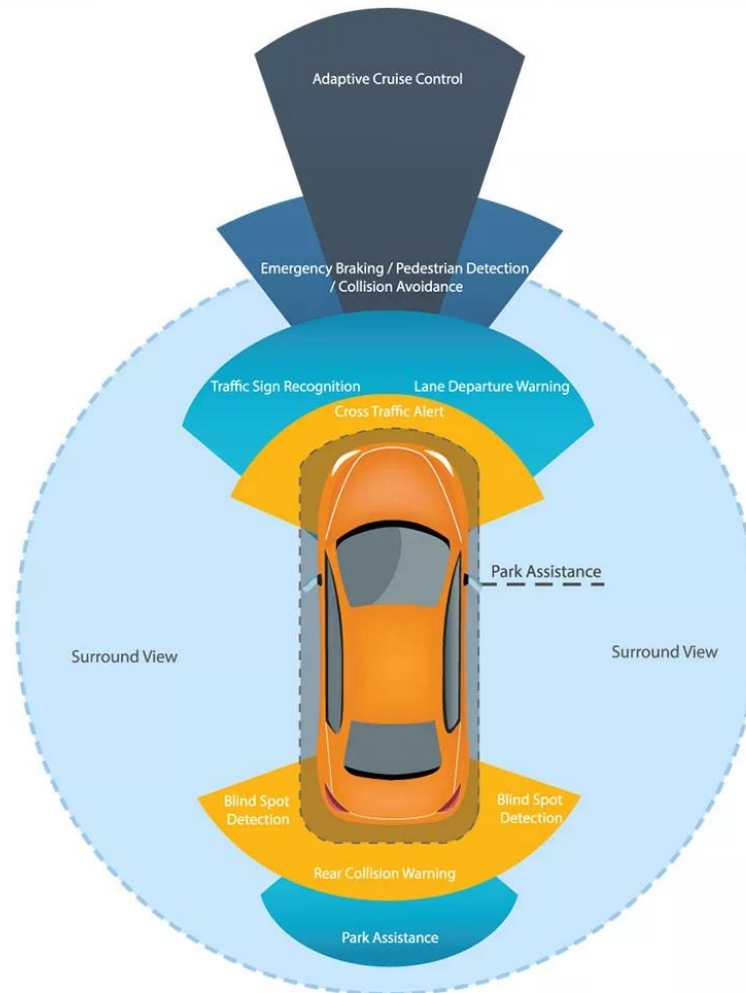 Adaptive Cruise Control
Emergency Braking / Pedestrian Detection
/ Collision Avoidance
Traffic Sign Recognition
Lane Departure Warning
Cross Traffic Alert
Park Assistance
Surround View
Surround View
Blind Spot
Detection
Blind Spot
Detection
Rear Collision Warning
Park Assistance